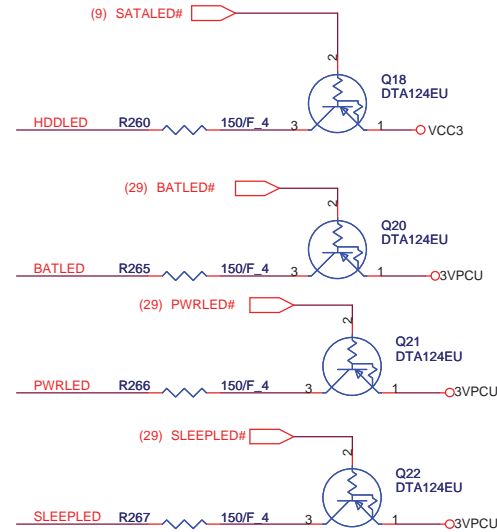 (9) SATALED#
2
Q18
DTA124EU
HDDLED R260 150/F_4 3 1 VCC3
(29) BATLED#
2
Q20
DTA124EU
BATLED R265 150/F_4 3 1 3VPCU
(29) PWRLED#
2
Q21
DTA124EU
PWRLED R266 150/F_4 3 1 3VPCU
(29) SLEEPLED#
2
Q22
DTA124EU
SLEEPLED R267 150/F_4 3 1 3VPCU